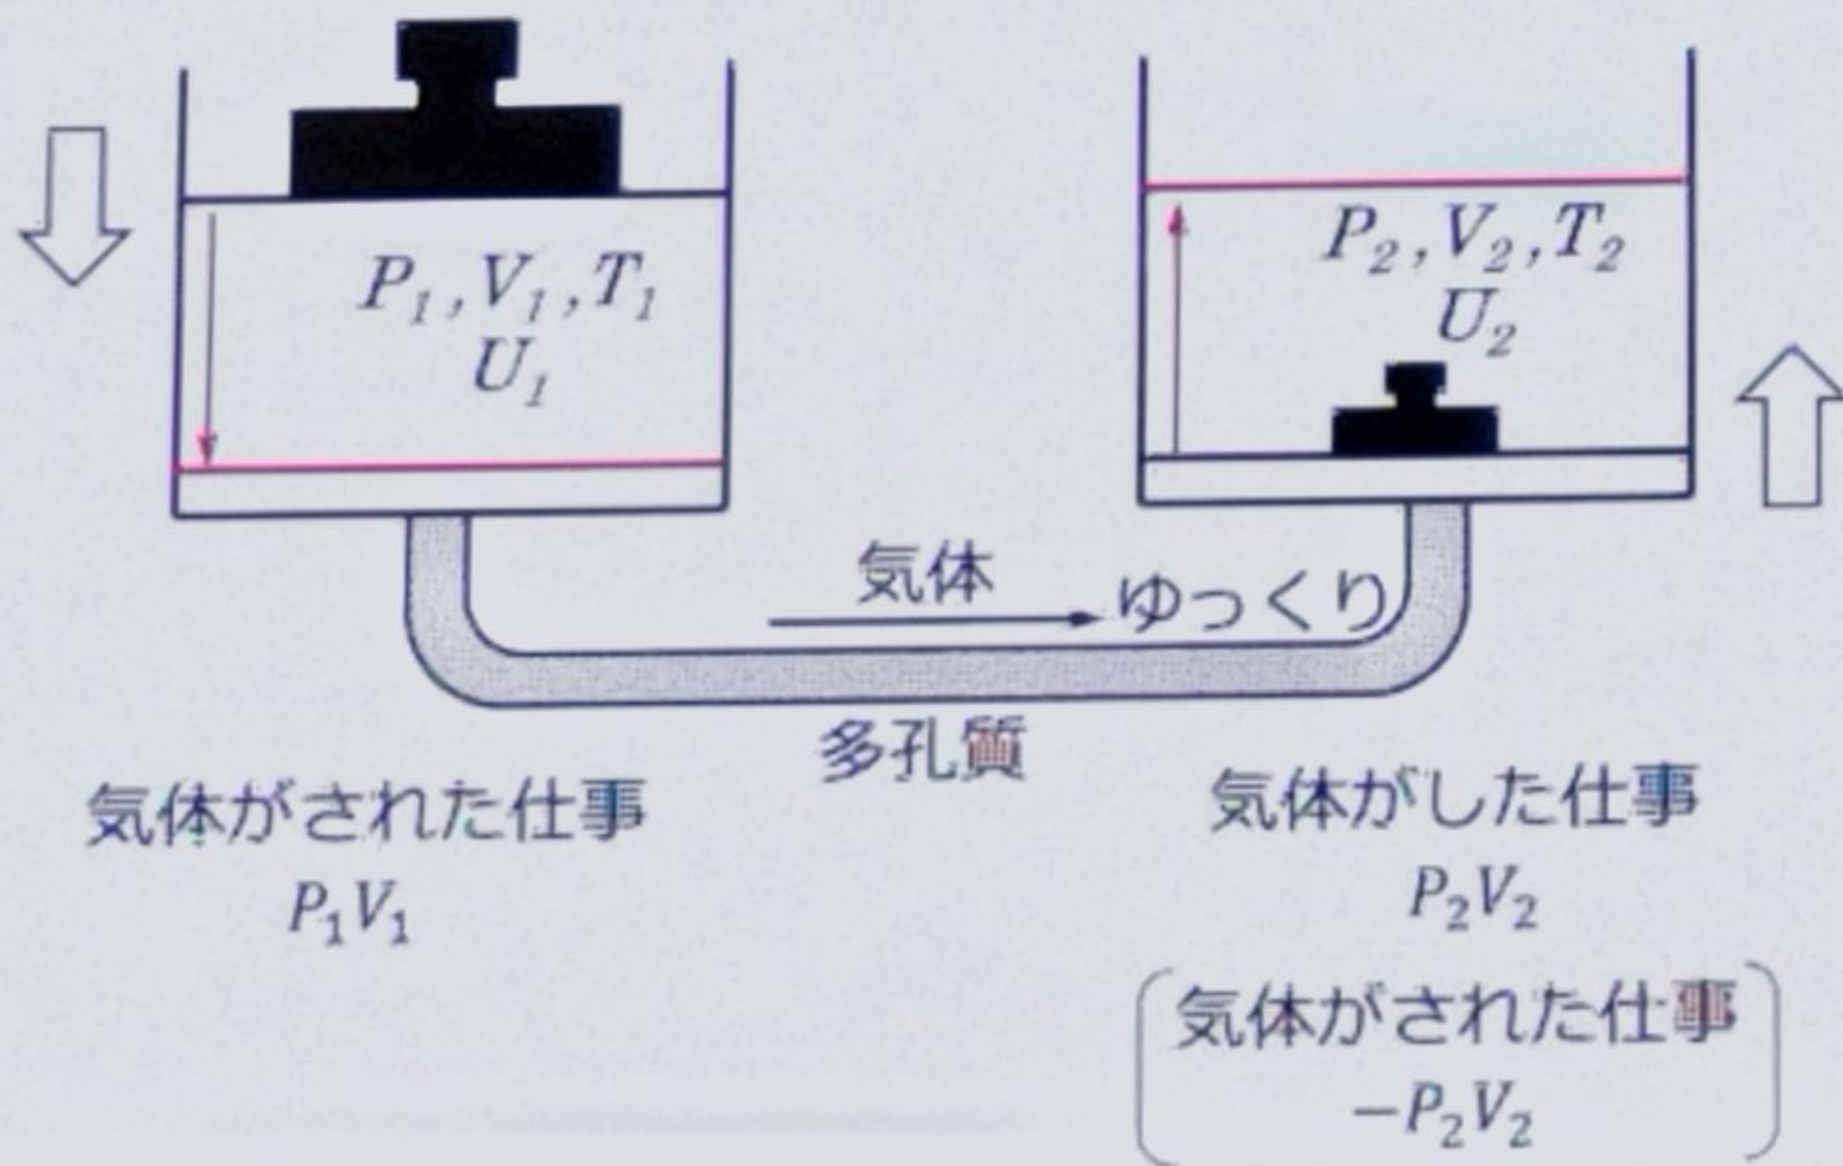 P₁, V₁, T₁
U₁
P₂, V₂, T₂
U₂
気体
ゆっくり
多孔質
気体がされた仕事
P₁V₁
気体がした仕事
P₂V₂
気体がされた仕事
−P₂V₂